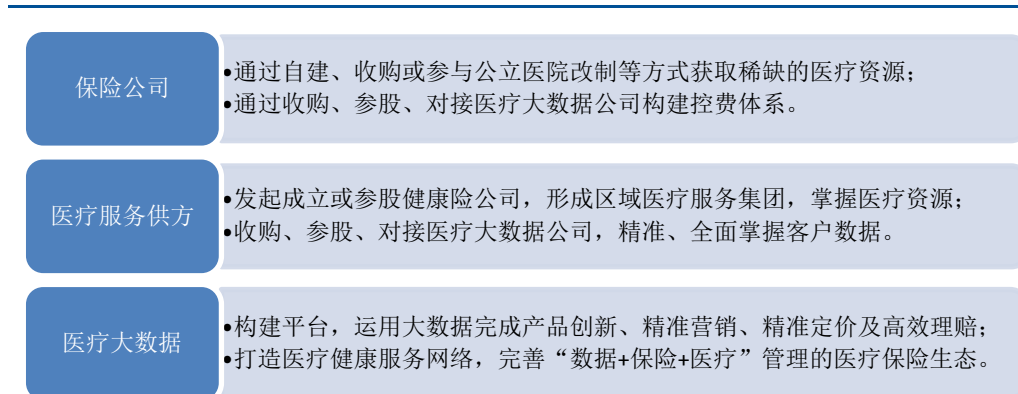 保险公司
•通过自建、收购或参与公立医院改制等方式获取稀缺的医疗资源；
•通过收购、参股、对接医疗大数据公司构建控费体系。
医疗服务供方
•发起成立或参股健康险公司，形成区域医疗服务集团，掌握医疗资源；
•收购、参股、对接医疗大数据公司，精准、全面掌握客户数据。
医疗大数据
•构建平台，运用大数据完成产品创新、精准营销、精准定价及高效理赔；
•打造医疗健康服务网络，完善“数据+保险+医疗”管理的医疗保险生态。